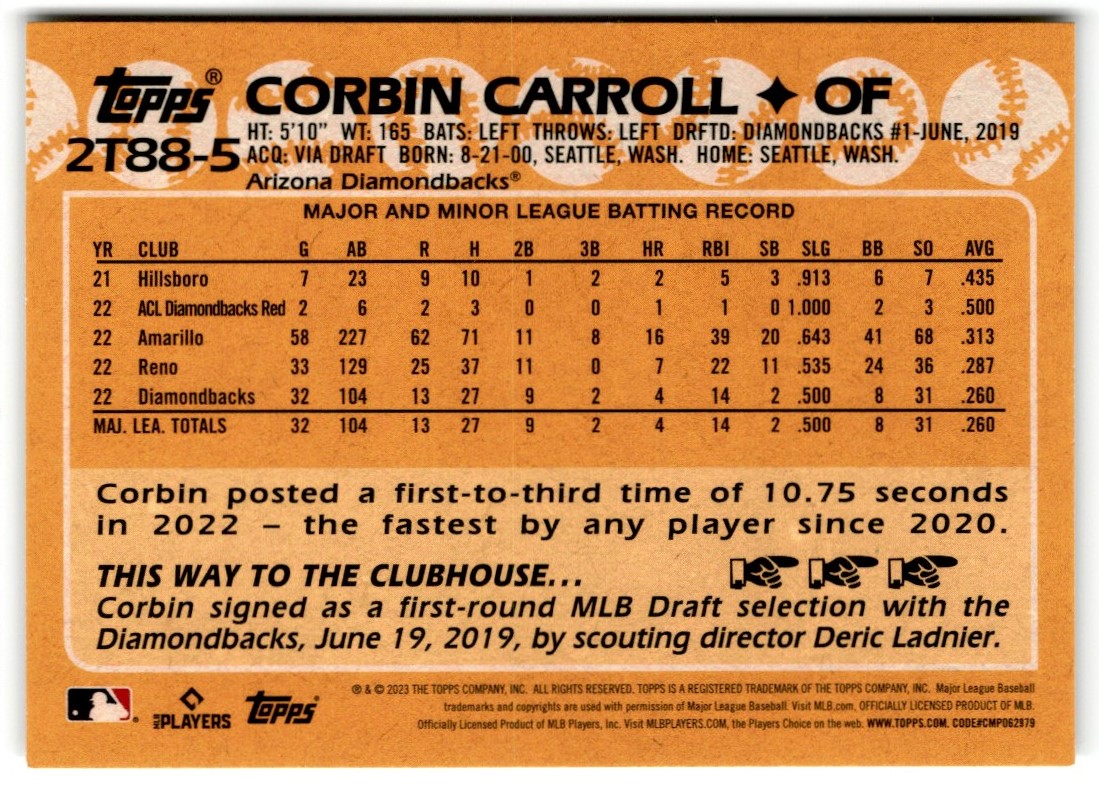 Topps® CORBIN CARROLL ✦ OF
2T88-5 HT: 5'10" WT: 165 BATS: LEFT THROWS: LEFT DRFTD: DIAMONDBACKS #1-JUNE, 2019
ACQ: VIA DRAFT BORN: 8-21-00, SEATTLE, WASH. HOME: SEATTLE, WASH.
Arizona Diamondbacks®
MAJOR AND MINOR LEAGUE BATTING RECORD
YR CLUB G AB R H 2B 3B HR RBI SB SLG BB SO AVG
21 Hillsboro 7 23 9 10 1 2 2 5 3 .913 6 7 .435
22 ACL Diamondbacks Red 2 6 2 3 0 0 1 1 0 1.000 2 3 .500
22 Amarillo 58 227 62 71 11 8 16 39 20 .643 41 68 .313
22 Reno 33 129 25 37 11 0 7 22 11 .535 24 36 .287
22 Diamondbacks 32 104 13 27 9 2 4 14 2 .500 8 31 .260
MAJ. LEA. TOTALS 32 104 13 27 9 2 4 14 2 .500 8 31 .260
Corbin posted a first-to-third time of 10.75 seconds
in 2022 – the fastest by any player since 2020.
THIS WAY TO THE CLUBHOUSE...
Corbin signed as a first-round MLB Draft selection with the
Diamondbacks, June 19, 2019, by scouting director Deric Ladnier.
® & © 2023 THE TOPPS COMPANY, INC. ALL RIGHTS RESERVED. TOPPS IS A REGISTERED TRADEMARK OF THE TOPPS COMPANY, INC. Major League Baseball
trademarks and copyrights are used with permission of Major League Baseball. Visit MLB.com. OFFICIALLY LICENSED PRODUCT OF MLB.
Officially Licensed Product of MLB Players, Inc. Visit MLBPLAYERS.COM, the Players Choice on the web. WWW.TOPPS.COM. CODE#CMP062979
MLB PLAYERS Topps